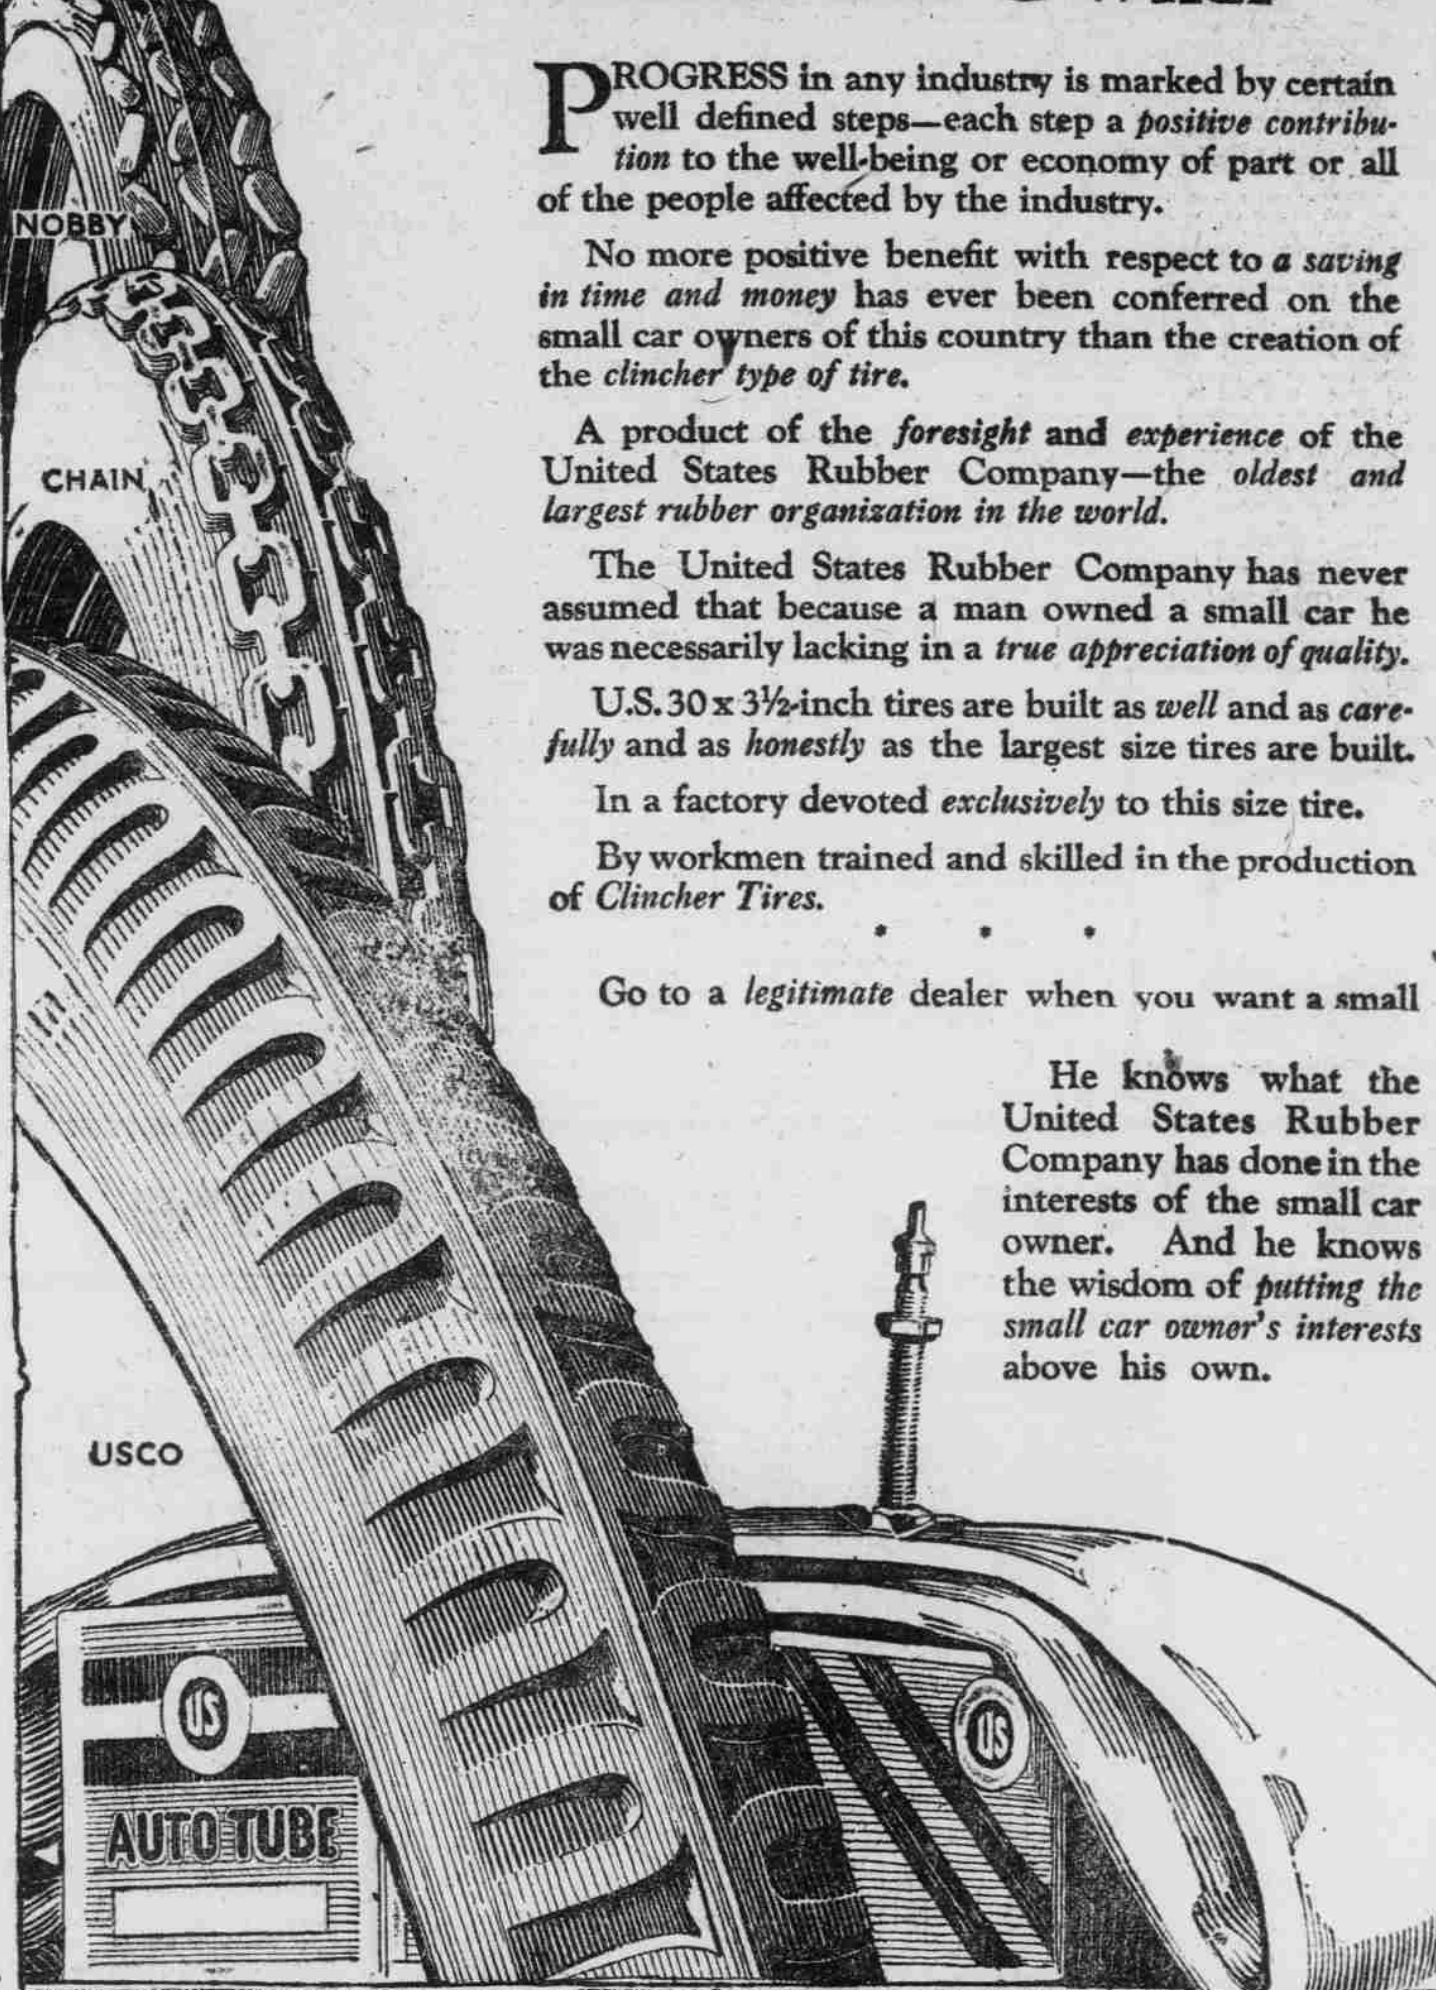 PROGRESS in any industry is marked by certain
well defined steps—each step a positive contribu-
tion to the well-being or economy of part or all
of the people affected by the industry.
No more positive benefit with respect to a saving
in time and money has ever been conferred on the
small car owners of this country than the creation of
the clincher type of tire.
A product of the foresight and experience of the
United States Rubber Company—the oldest and
largest rubber organization in the world.
The United States Rubber Company has never
assumed that because a man owned a small car he
was necessarily lacking in a true appreciation of quality.
U.S. 30 x 3½-inch tires are built as well and as care-
fully and as honestly as the largest size tires are built.
In a factory devoted exclusively to this size tire.
By workmen trained and skilled in the production
of Clincher Tires.
* * *
Go to a legitimate dealer when you want a small
He knows what the
United States Rubber
Company has done in the
interests of the small car
owner. And he knows
the wisdom of putting the
small car owner's interests
above his own.
NOBBY
CHAIN
USCO
US
AUTO TUBE
US